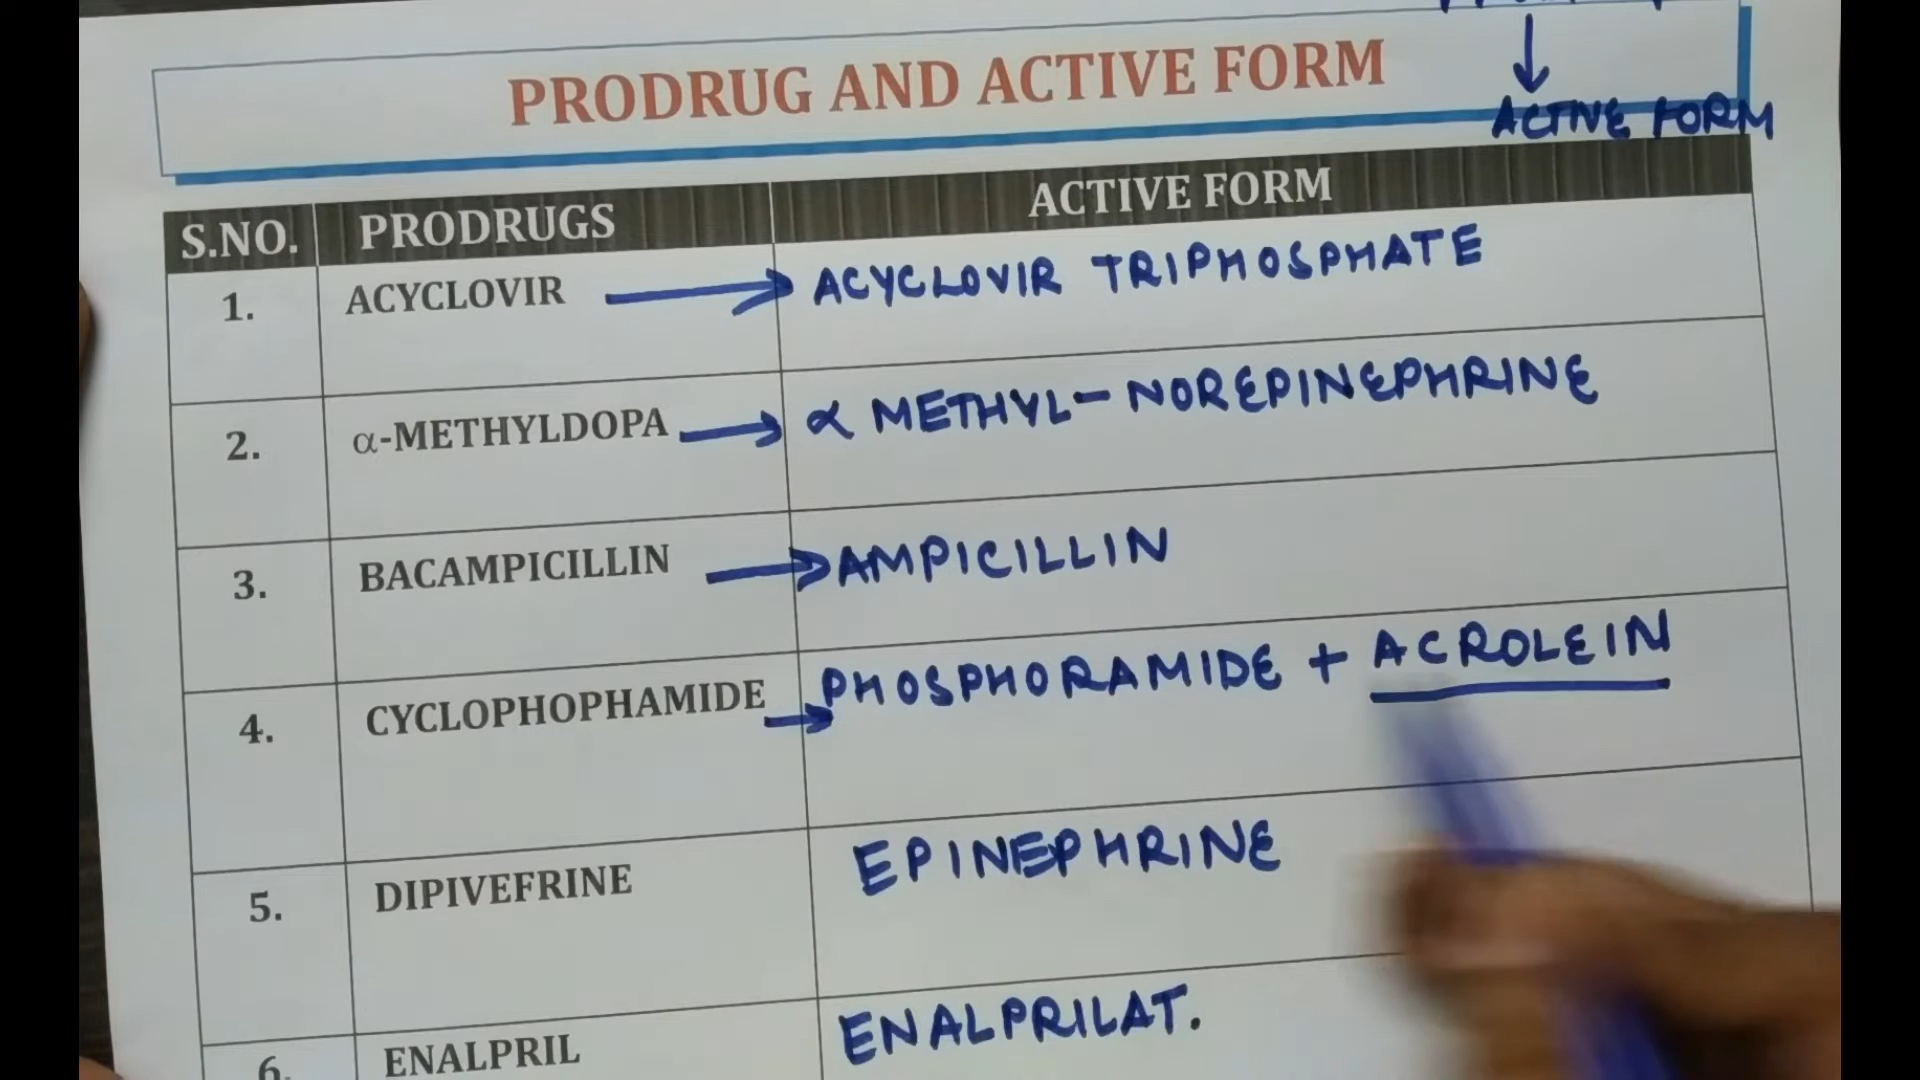 PRODRUG AND ACTIVE FORM
ACTIVE FORM
S.NO. PRODRUGS ACTIVE FORM
1. ACYCLOVIR → ACYCLOVIR TRIPHOSPHATE
2. α-METHYLDOPA → α METHYL-NOREPINEPHRINE
3. BACAMPICILLIN → AMPICILLIN
4. CYCLOPHOPHAMIDE → PHOSPHORAMIDE + ACROLEIN
5. DIPIVEFRINE EPINEPHRINE
6. ENALPRIL ENALPRILAT.